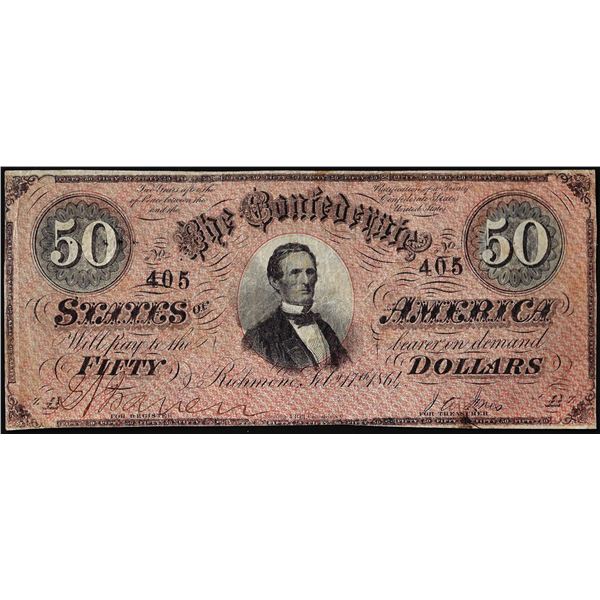 Two Years after the Ratification of a Treaty
of Peace between the Confederate States
and the United States
The Confederate
50 No. No. 50
405 405
STATES OF AMERICA
Will pay to the bearer on demand
FIFTY DOLLARS
Richmond, Feby. 17th 1864
FOR REGISTER FOR TREASURER